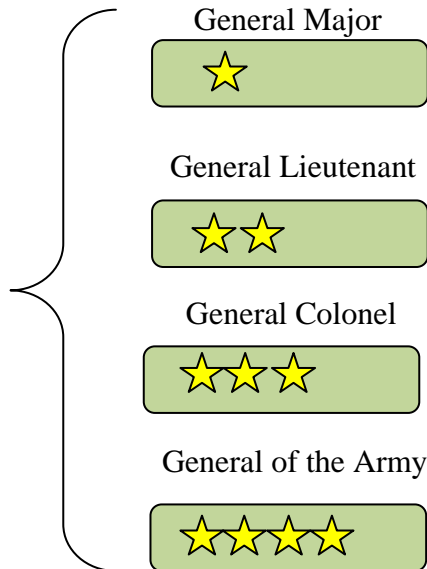 General Major
General Lieutenant
General Colonel
General of the Army